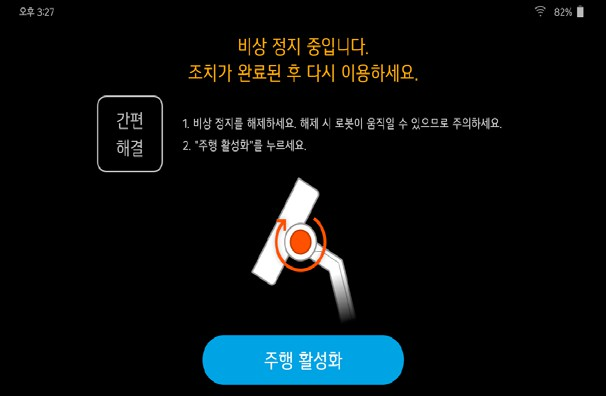 오후 3:27
82%
비상 정지 중입니다.
조치가 완료된 후 다시 이용하세요.
간편
해결
1. 비상 정지를 해제하세요. 해제 시 로봇이 움직일 수 있으므로 주의하세요.
2. "주행 활성화"를 누르세요.
주행 활성화